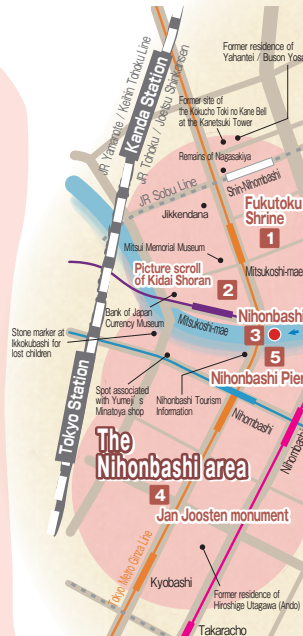 Former residence of
Yahantei / Buson Yosa
Former site of
the Kokucho Toki no Kane Bell
at the Kanetsuki Tower
Remains of Nagasakiya
Kanda Station
JR Yamanote / Keihin Tohoku Line
JR Tohoku / Joetsu Shinkansen
JR Sobu Line
Shin-Nihombashi
Jikkendana
Fukutoku
Shrine
1
Mitsui Memorial Museum
Mitsukoshi-mae
Picture scroll
of Kidai Shoran
2
Bank of Japan
Currency Museum
Mitsukoshi-mae
Nihonbashi
3
Stone marker at
Ikkokubashi for
lost children
5
Nihonbashi Pier
Spot associated
with Yumeji s
Minatoya shop
Nihonbashi Tourism
Information
Nihombashi
Nihombashi
Tokyo Station
The
Nihonbashi area
4
Jan Joosten monument
Tokyo Metro Ginza Line
Kyobashi
Former residence of
Hiroshige Utagawa (Ando)
Takaracho